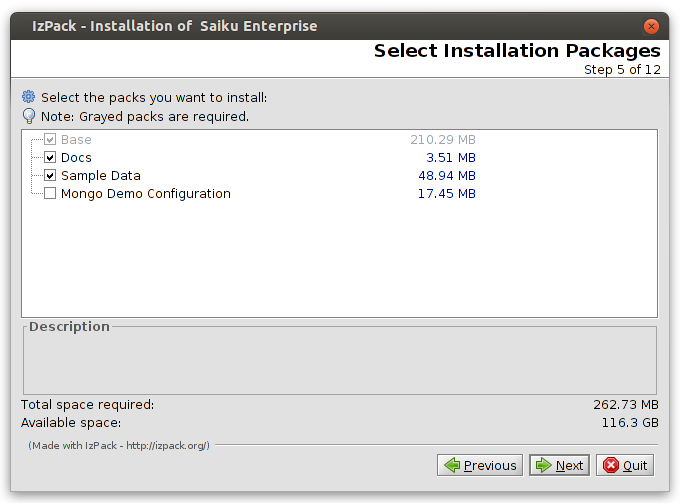 IzPack - Installation of  Saiku Enterprise
Select Installation Packages
Step 5 of 12
Select the packs you want to install:
Note: Grayed packs are required.
Base 210.29 MB
Docs 3.51 MB
Sample Data 48.94 MB
Mongo Demo Configuration 17.45 MB
Description
Total space required: 262.73 MB
Available space: 116.3 GB
(Made with IzPack - http://izpack.org/)
Previous Next Quit